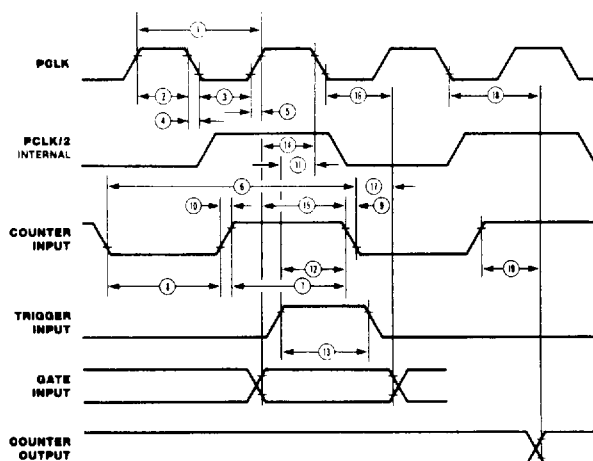 PCLK
1
2
3
4
5
16
18
PCLK/2
INTERNAL
14
11
6
17
10
15
9
COUNTER
INPUT
12
19
8
7
TRIGGER
INPUT
13
GATE
INPUT
COUNTER
OUTPUT